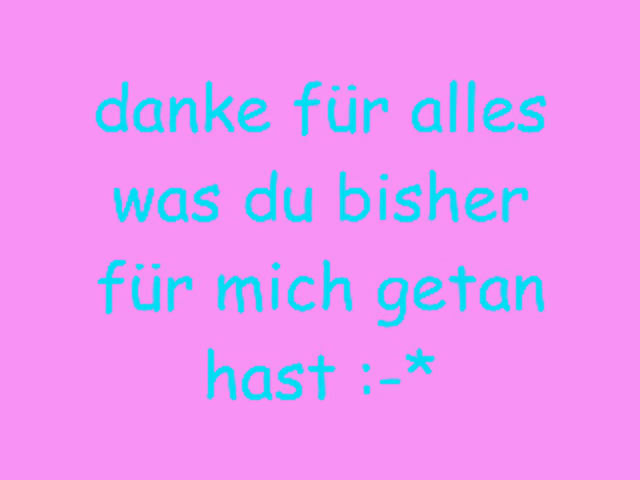 danke für alles
was du bisher
für mich getan
hast :-*